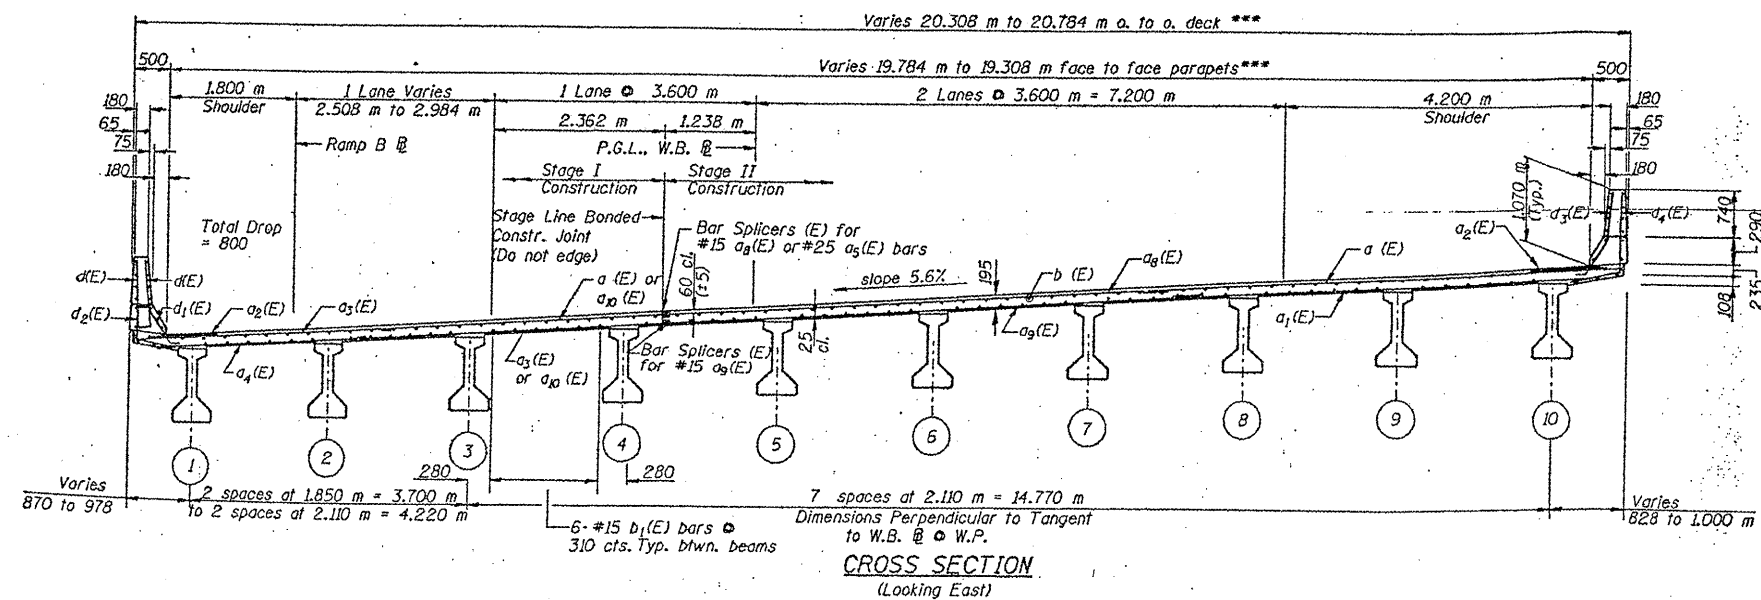 Varies 20.308 m to 20.784 m o. to o. deck ***
500
Varies 19.784 m to 19.308 m face to face parapets***
500
1.800 m
Shoulder
1 Lane Varies
2.508 m to 2.984 m
1 Lane @ 3.600 m
2 Lanes @ 3.600 m = 7.200 m
4.200 m
Shoulder
180
65
75
180
180
65
75
180
2.362 m
1.238 m
Ramp B ℞
P.G.L., W.B. ℞
Stage I
Construction
Stage II
Construction
Total Drop
= 800
Stage Line Bonded
Constr. Joint
(Do not edge)
Bar Splicers (E) for
#15 a8(E) or #25 a5(E) bars
1.070 m
(Typ.)
d3(E)
d4(E)
740
290
235
108
a2(E)
a (E)
a8(E)
b (E)
195
slope 5.6%
a (E) or
a10 (E)
60 cl.
(±5)
d(E)
d(E)
d1(E)
d2(E)
a2(E)
a3(E)
a4(E)
a3(E)
or a10(E)
Bar Splicers (E)
for #15 a9(E)
25
cl.
a9(E)
a1(E)
1
2
3
4
5
6
7
8
9
10
280
280
Varies
870 to 978
2 spaces at 1.850 m = 3.700 m
to 2 spaces at 2.110 m = 4.220 m
7 spaces at 2.110 m = 14.770 m
Dimensions Perpendicular to Tangent
to W.B. ℞ @ W.P.
Varies
828 to 1.000 m
6- #15 b1(E) bars @
310 cts. Typ. btwn. beams
CROSS SECTION
(Looking East)